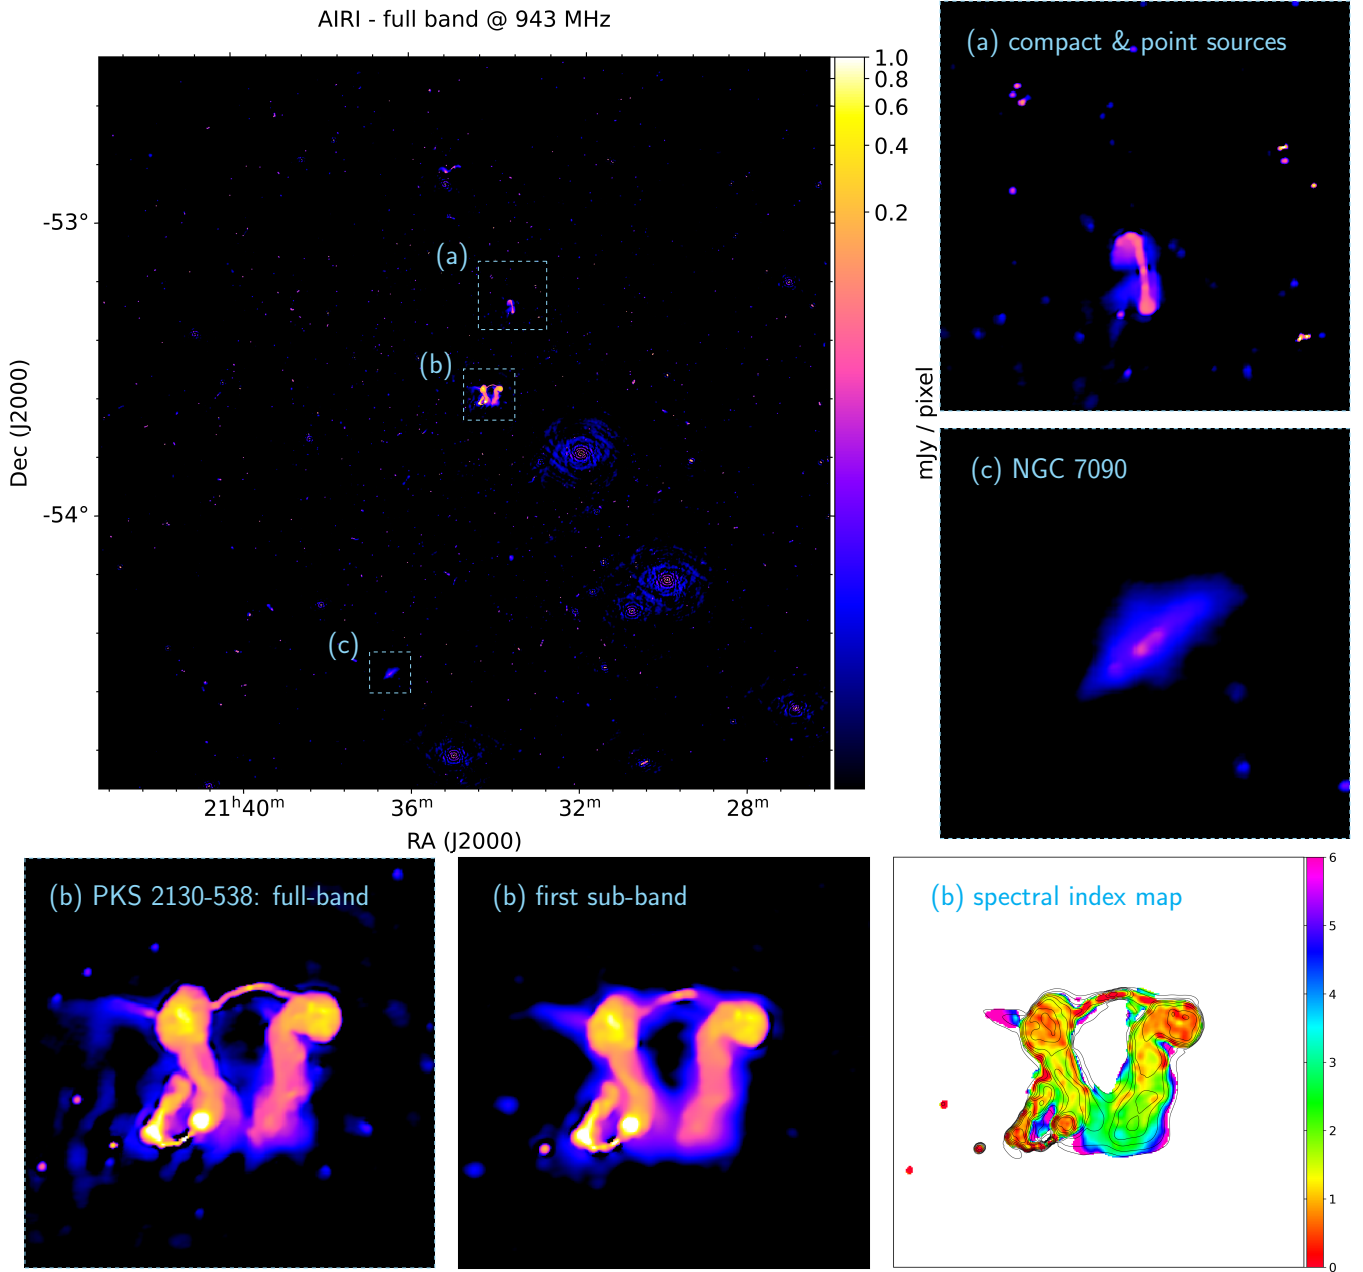 AIRI - full band @ 943 MHz
1.0
0.8
0.6
0.4
0.2
mJy / pixel
-53°
-54°
Dec (J2000)
(a)
(b)
(c)
21ʰ40ᵐ 36ᵐ 32ᵐ 28ᵐ
RA (J2000)
(a) compact & point sources
(c) NGC 7090
(b) PKS 2130-538: full-band
(b) first sub-band
(b) spectral index map
6
5
4
3
2
1
0